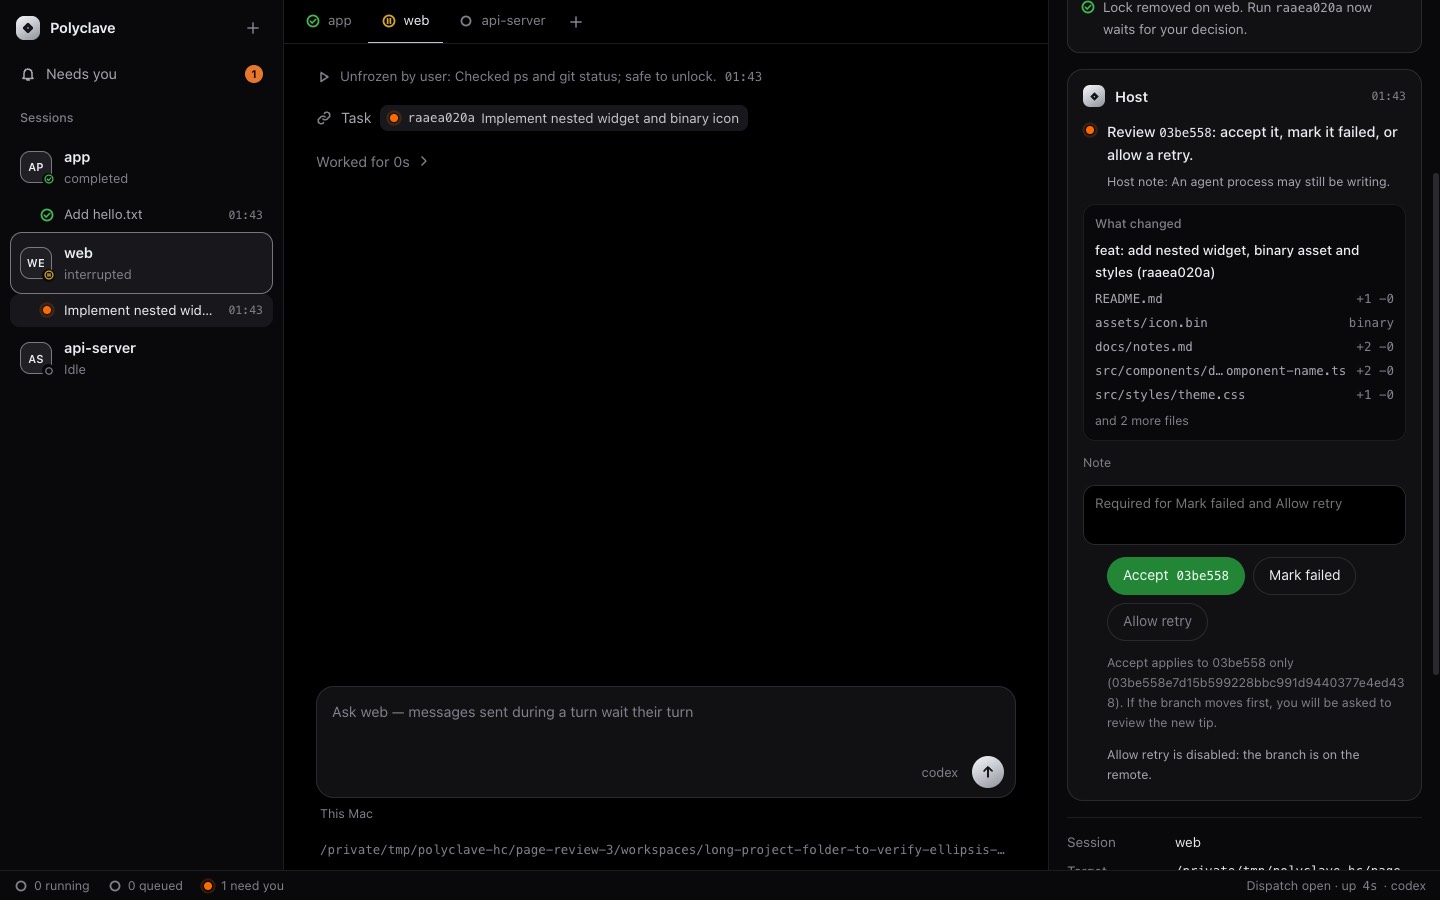 Polyclave
Needs you
1
Sessions
AP
app
completed
Add hello.txt
01:43
WE
web
interrupted
Implement nested wid...
01:43
AS
api-server
Idle
app
web
api-server
Unfrozen by user: Checked ps and git status; safe to unlock. 01:43
Task
raaea020a Implement nested widget and binary icon
Worked for 0s
Ask web — messages sent during a turn wait their turn
codex
This Mac
/private/tmp/polyclave-hc/page-review-3/workspaces/long-project-folder-to-verify-ellipsis-…
Lock removed on web. Run raaea020a now
waits for your decision.
Host
01:43
Review 03be558: accept it, mark it failed, or
allow a retry.
Host note: An agent process may still be writing.
What changed
feat: add nested widget, binary asset and
styles (raaea020a)
README.md +1 −0
assets/icon.bin binary
docs/notes.md +2 −0
src/components/d…omponent-name.ts +2 −0
src/styles/theme.css +1 −0
and 2 more files
Note
Required for Mark failed and Allow retry
Accept 03be558
Mark failed
Allow retry
Accept applies to 03be558 only
(03be558e7d15b599228bbc991d9440377e4ed43
8). If the branch moves first, you will be asked to
review the new tip.
Allow retry is disabled: the branch is on the
remote.
Session web
Target /private/tmp/polyclave-hc/page-
0 running
0 queued
1 need you
Dispatch open · up 4s · codex